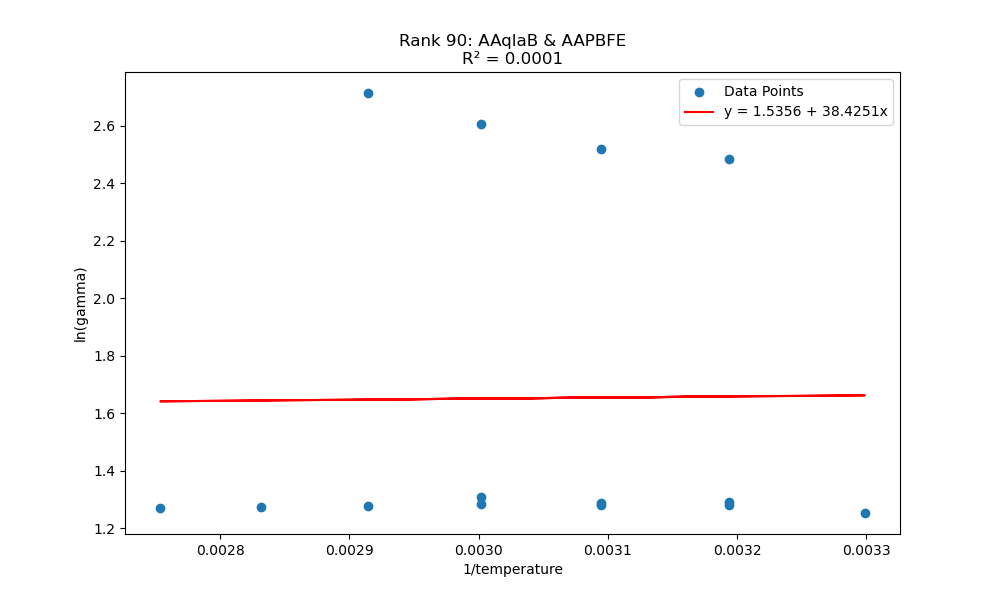 Rank 90: AAqlaB & AAPBFE
R² = 0.0001
Data Points
y = 1.5356 + 38.4251x
ln(gamma)
2.6
2.4
2.2
2.0
1.8
1.6
1.4
1.2
0.0028 0.0029 0.0030 0.0031 0.0032 0.0033
1/temperature